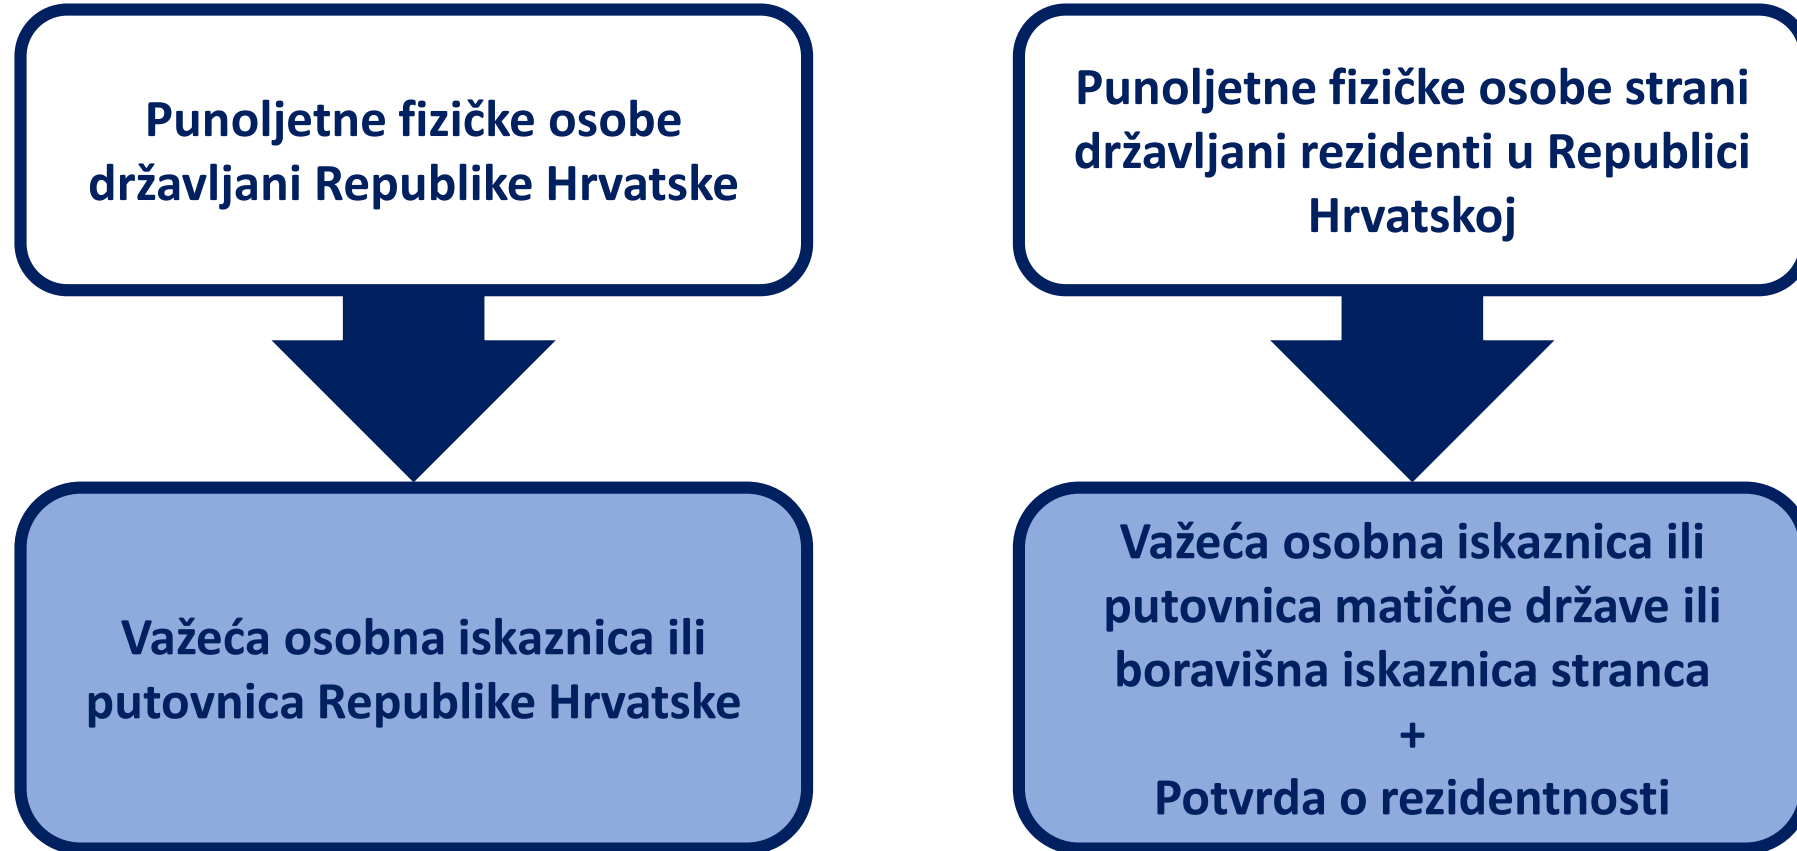 Punoljetne fizičke osobe
državljani Republike Hrvatske
Važeća osobna iskaznica ili
putovnica Republike Hrvatske
Punoljetne fizičke osobe strani
državljani rezidenti u Republici
Hrvatskoj
Važeća osobna iskaznica ili
putovnica matične države ili
boravišna iskaznica stranca
+
Potvrda o rezidentnosti